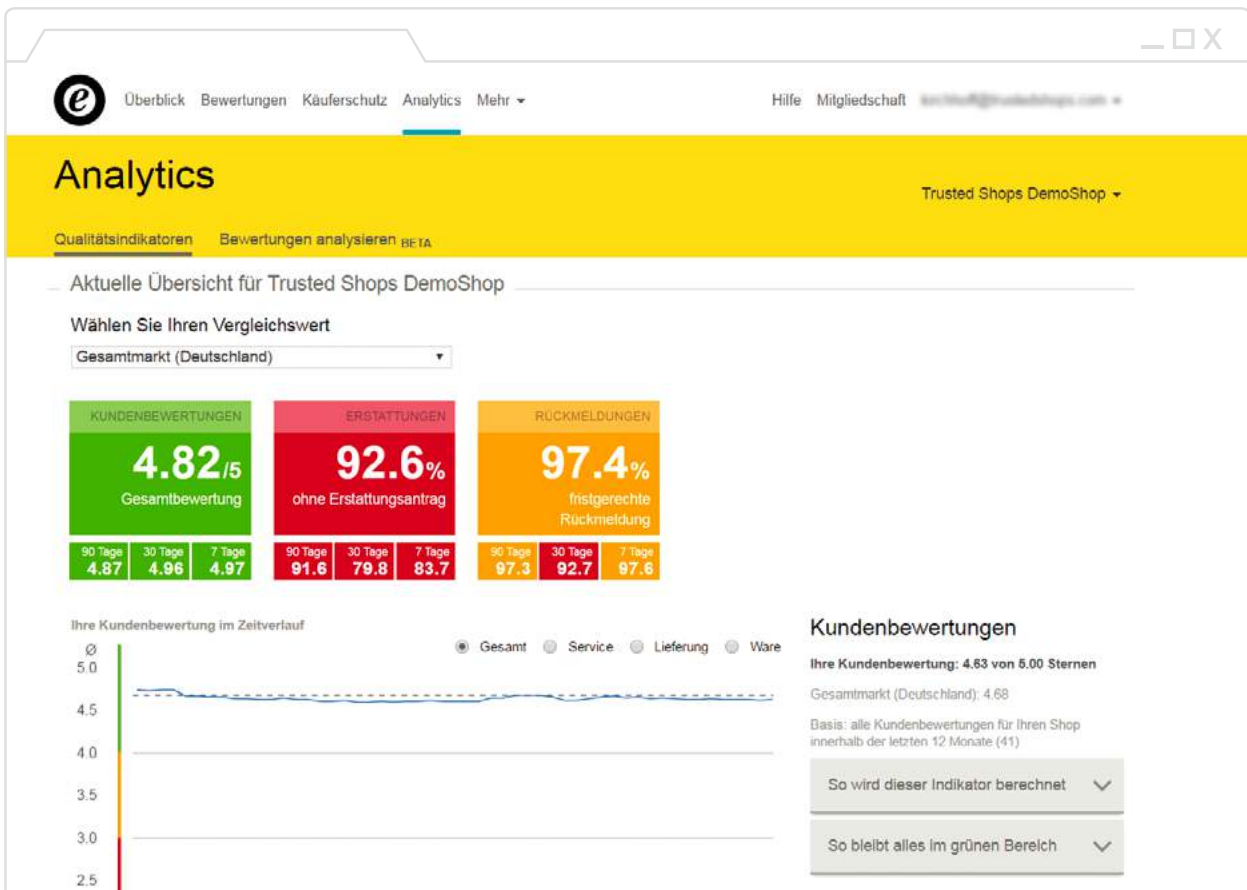 e Überblick Bewertungen Käuferschutz Analytics Mehr Hilfe Mitgliedschaft
Analytics
Trusted Shops DemoShop
Qualitätsindikatoren Bewertungen analysieren BETA
Aktuelle Übersicht für Trusted Shops DemoShop
Wählen Sie Ihren Vergleichswert
Gesamtmarkt (Deutschland)
KUNDENBEWERTUNGEN
4.82/5
Gesamtbewertung
90 Tage 30 Tage 7 Tage
4.87 4.96 4.97
ERSTATTUNGEN
92.6%
ohne Erstattungsantrag
90 Tage 30 Tage 7 Tage
91.6 79.8 83.7
RÜCKMELDUNGEN
97.4%
fristgerechte
Rückmeldung
90 Tage 30 Tage 7 Tage
97.3 92.7 97.6
Ihre Kundenbewertung im Zeitverlauf
Gesamt Service Lieferung Ware
Ø
5.0
4.5
4.0
3.5
3.0
2.5
Kundenbewertungen
Ihre Kundenbewertung: 4.63 von 5.00 Sternen
Gesamtmarkt (Deutschland): 4.68
Basis: alle Kundenbewertungen für Ihren Shop
innerhalb der letzten 12 Monate (41)
So wird dieser Indikator berechnet
So bleibt alles im grünen Bereich